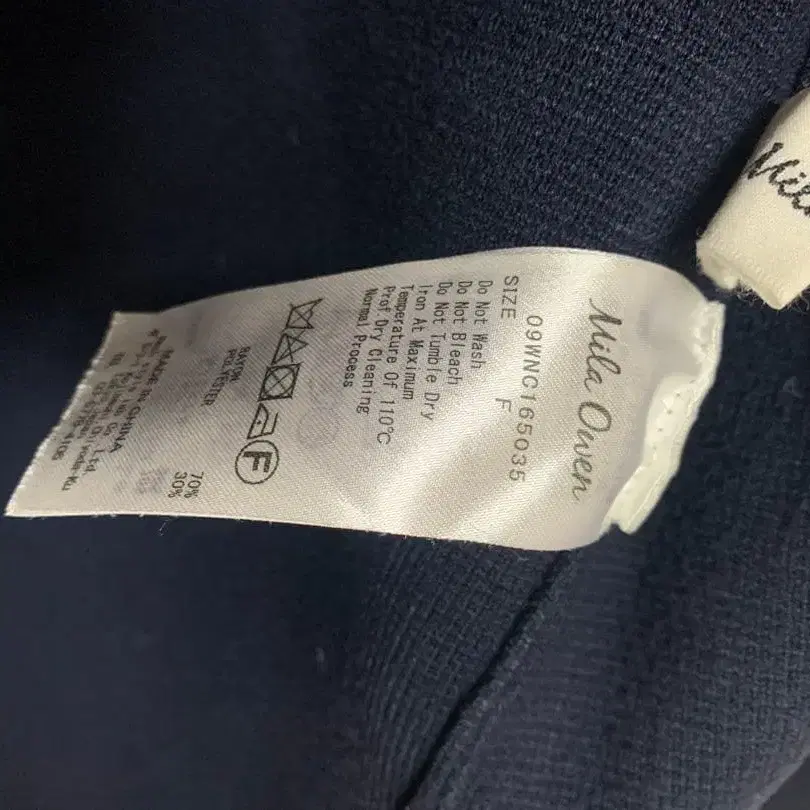 Mila Owen
09WNC165035
SIZE F
Do Not Wash
Do Not Bleach
Do Not Tumble Dry
Iron At Maximum
Temperature Of 110℃
Prof.Dry Cleaning
Normal Process
F
RAYON 70%
POLYESTER 30%
MADE IN CHINA
Mila